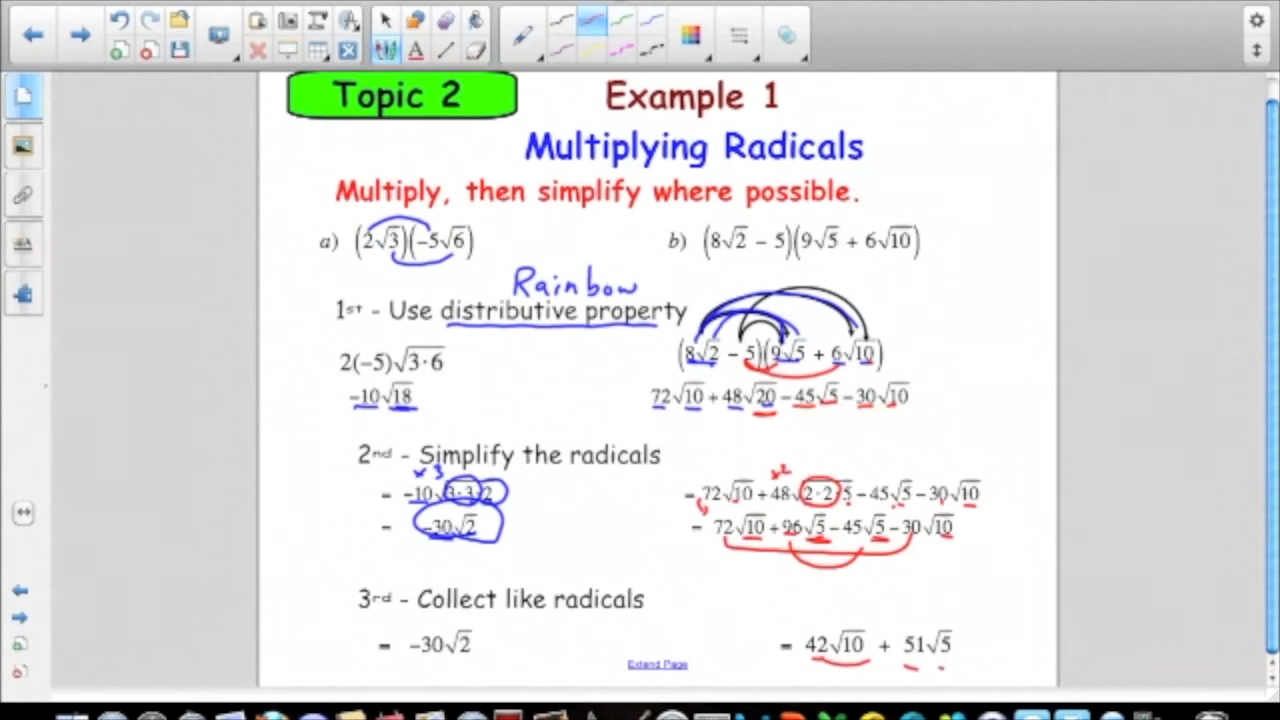 Topic 2
Example 1
Multiplying Radicals
Multiply, then simplify where possible.
a) (2√3)(−5√6)
b) (8√2 − 5)(9√5 + 6√10)
Rainbow
1st - Use distributive property
(8√2 − 5)(9√5 + 6√10)
2(−5)√3·6
−10√18
72√10 + 48√20 − 45√5 − 30√10
2nd - Simplify the radicals
×3
×2
= −10√3·3·2
= 72√10 + 48√2·2·5 − 45√5 − 30√10
= −30√2
= 72√10 + 96√5 − 45√5 − 30√10
3rd - Collect like radicals
= −30√2
= 42√10 + 51√5
Extend Page